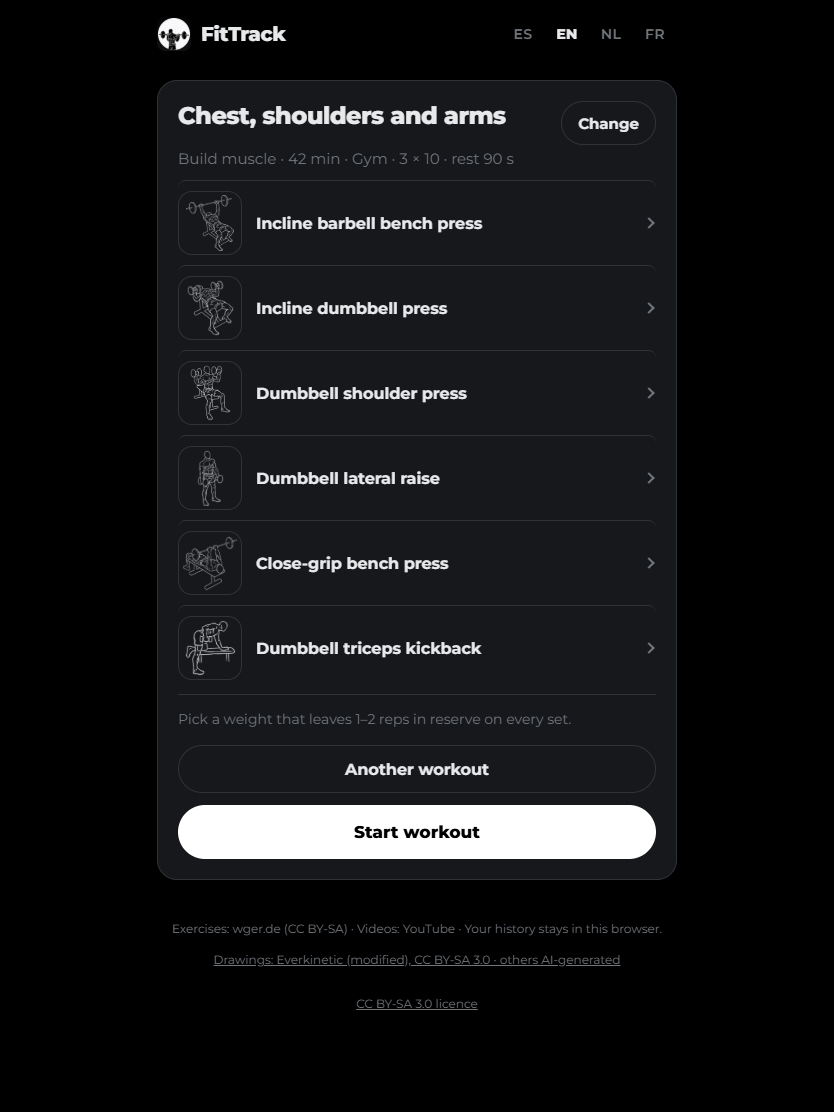 FitTrack
ES EN NL FR
Chest, shoulders and arms
Change
Build muscle · 42 min · Gym · 3 × 10 · rest 90 s
Incline barbell bench press
Incline dumbbell press
Dumbbell shoulder press
Dumbbell lateral raise
Close-grip bench press
Dumbbell triceps kickback
Pick a weight that leaves 1–2 reps in reserve on every set.
Another workout
Start workout
Exercises: wger.de (CC BY-SA) · Videos: YouTube · Your history stays in this browser.
Drawings: Everkinetic (modified), CC BY-SA 3.0 · others AI-generated
CC BY-SA 3.0 licence